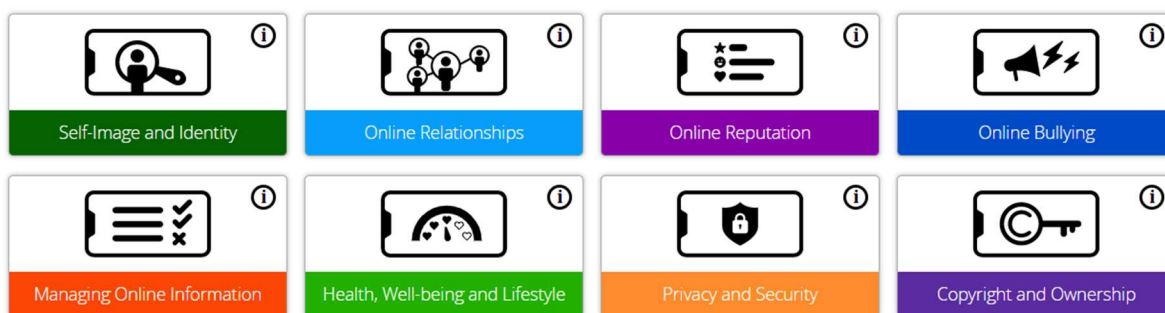 Self-Image and Identity
Online Relationships
Online Reputation
Online Bullying
Managing Online Information
Health, Well-being and Lifestyle
Privacy and Security
Copyright and Ownership